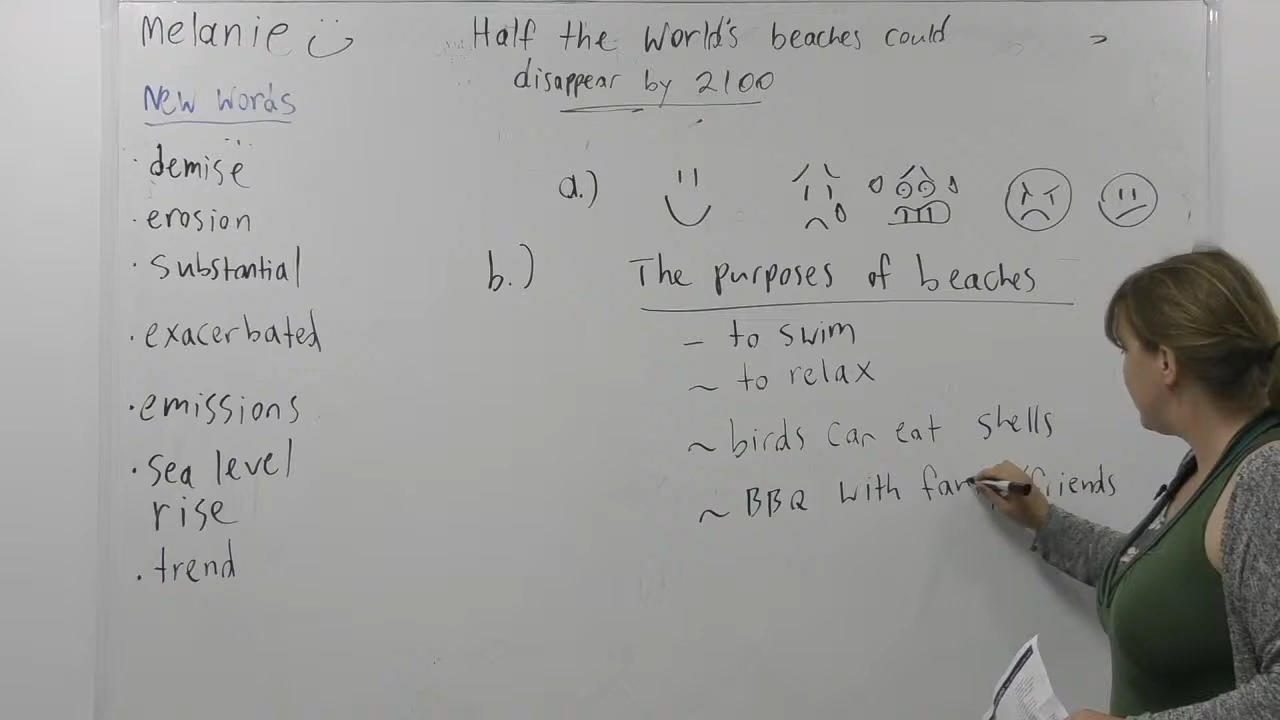 Melanie
Half the World's beaches could
disappear by 2100
New Words
· demise
· erosion
· Substantial
· exacerbated
· emissions
· sea level
rise
· trend
a.)
b.) The purposes of beaches
– to swim
~ to relax
~ birds can eat shells
~ BBQ with /friends